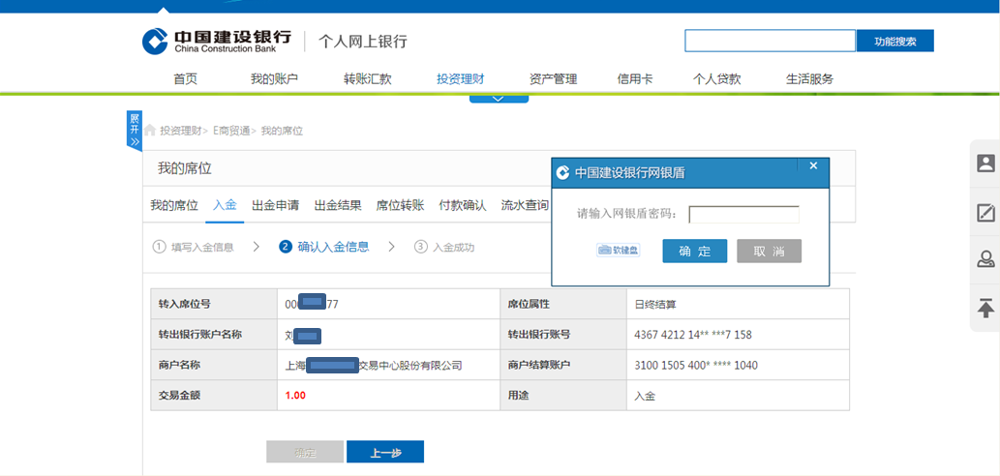 中国建设银行 个人网上银行
China Construction Bank
功能搜索
首页 我的账户 转账汇款 投资理财 资产管理 信用卡 个人贷款 生活服务
展开 >>
投资理财> E商贸通> 我的席位
我的席位
我的席位 入金 出金申请 出金结果 席位转账 付款确认 流水查询
① 填写入金信息 > ② 确认入金信息 > ③ 入金成功
中国建设银行网银盾 ×
请输入网银盾密码：
软键盘 确 定 取 消
转入席位号 00 77 席位属性 日终结算
转出银行账户名称 刘 转出银行账号 4367 4212 14** ***7 158
商户名称 上海 交易中心股份有限公司 商户结算账户 3100 1505 400* **** 1040
交易金额 1.00 用途 入金
确定 上一步